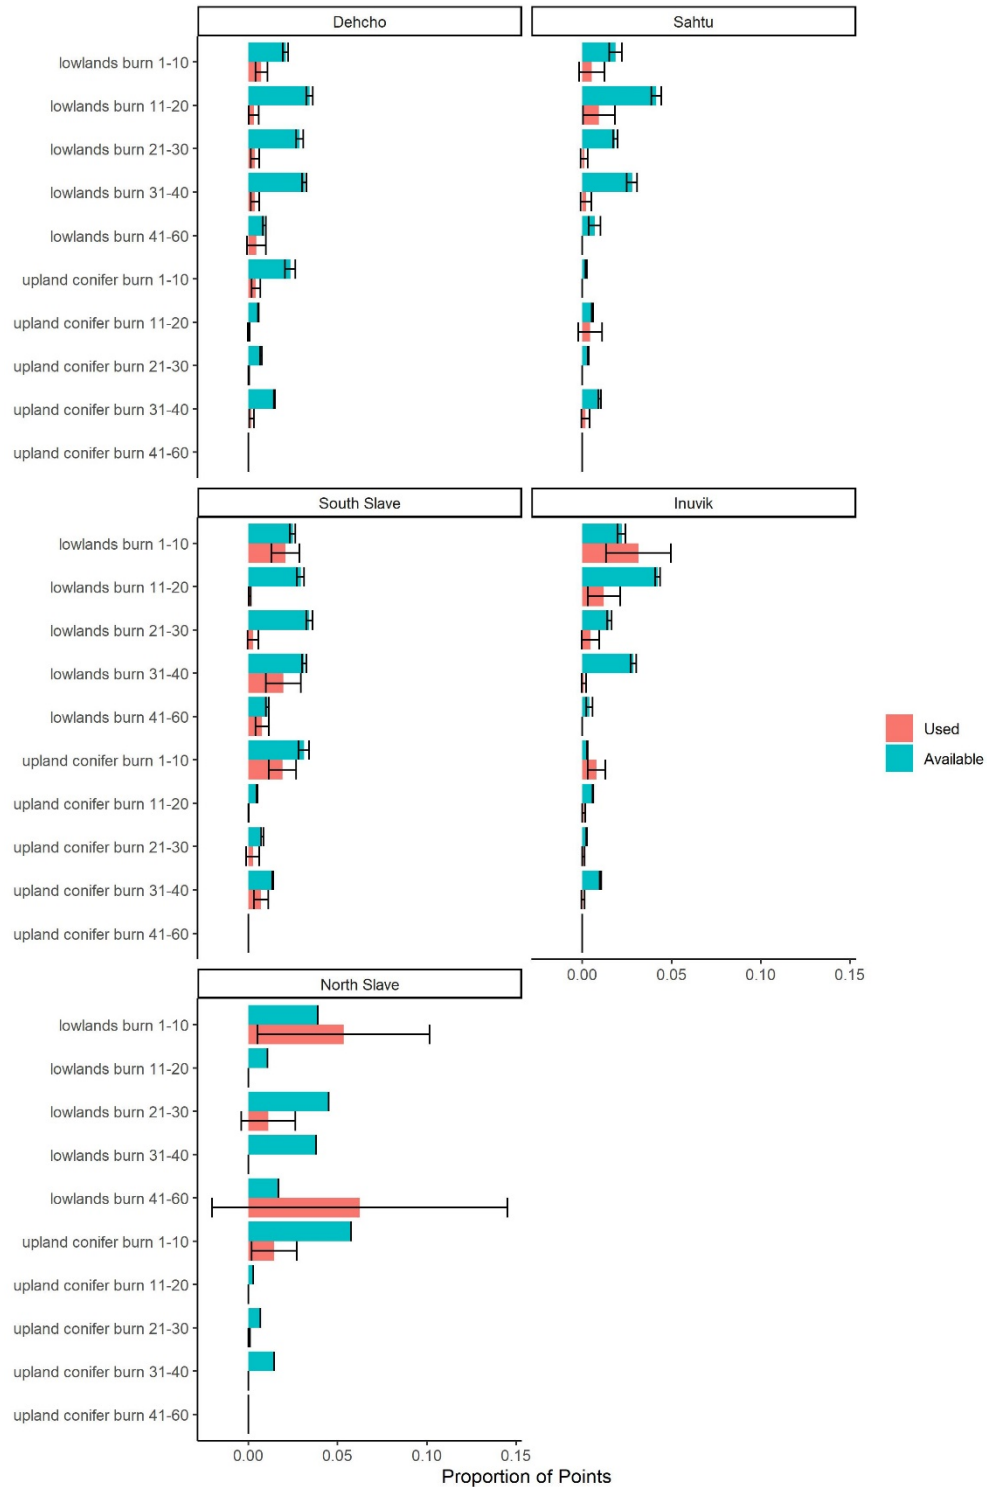 Dehcho
Sahtu
lowlands burn 1-10
lowlands burn 11-20
lowlands burn 21-30
lowlands burn 31-40
lowlands burn 41-60
upland conifer burn 1-10
upland conifer burn 11-20
upland conifer burn 21-30
upland conifer burn 31-40
upland conifer burn 41-60
South Slave
Inuvik
lowlands burn 1-10
lowlands burn 11-20
lowlands burn 21-30
lowlands burn 31-40
lowlands burn 41-60
upland conifer burn 1-10
upland conifer burn 11-20
upland conifer burn 21-30
upland conifer burn 31-40
upland conifer burn 41-60
0.00 0.05 0.10 0.15
Used
Available
North Slave
lowlands burn 1-10
lowlands burn 11-20
lowlands burn 21-30
lowlands burn 31-40
lowlands burn 41-60
upland conifer burn 1-10
upland conifer burn 11-20
upland conifer burn 21-30
upland conifer burn 31-40
upland conifer burn 41-60
0.00 0.05 0.10 0.15
Proportion of Points